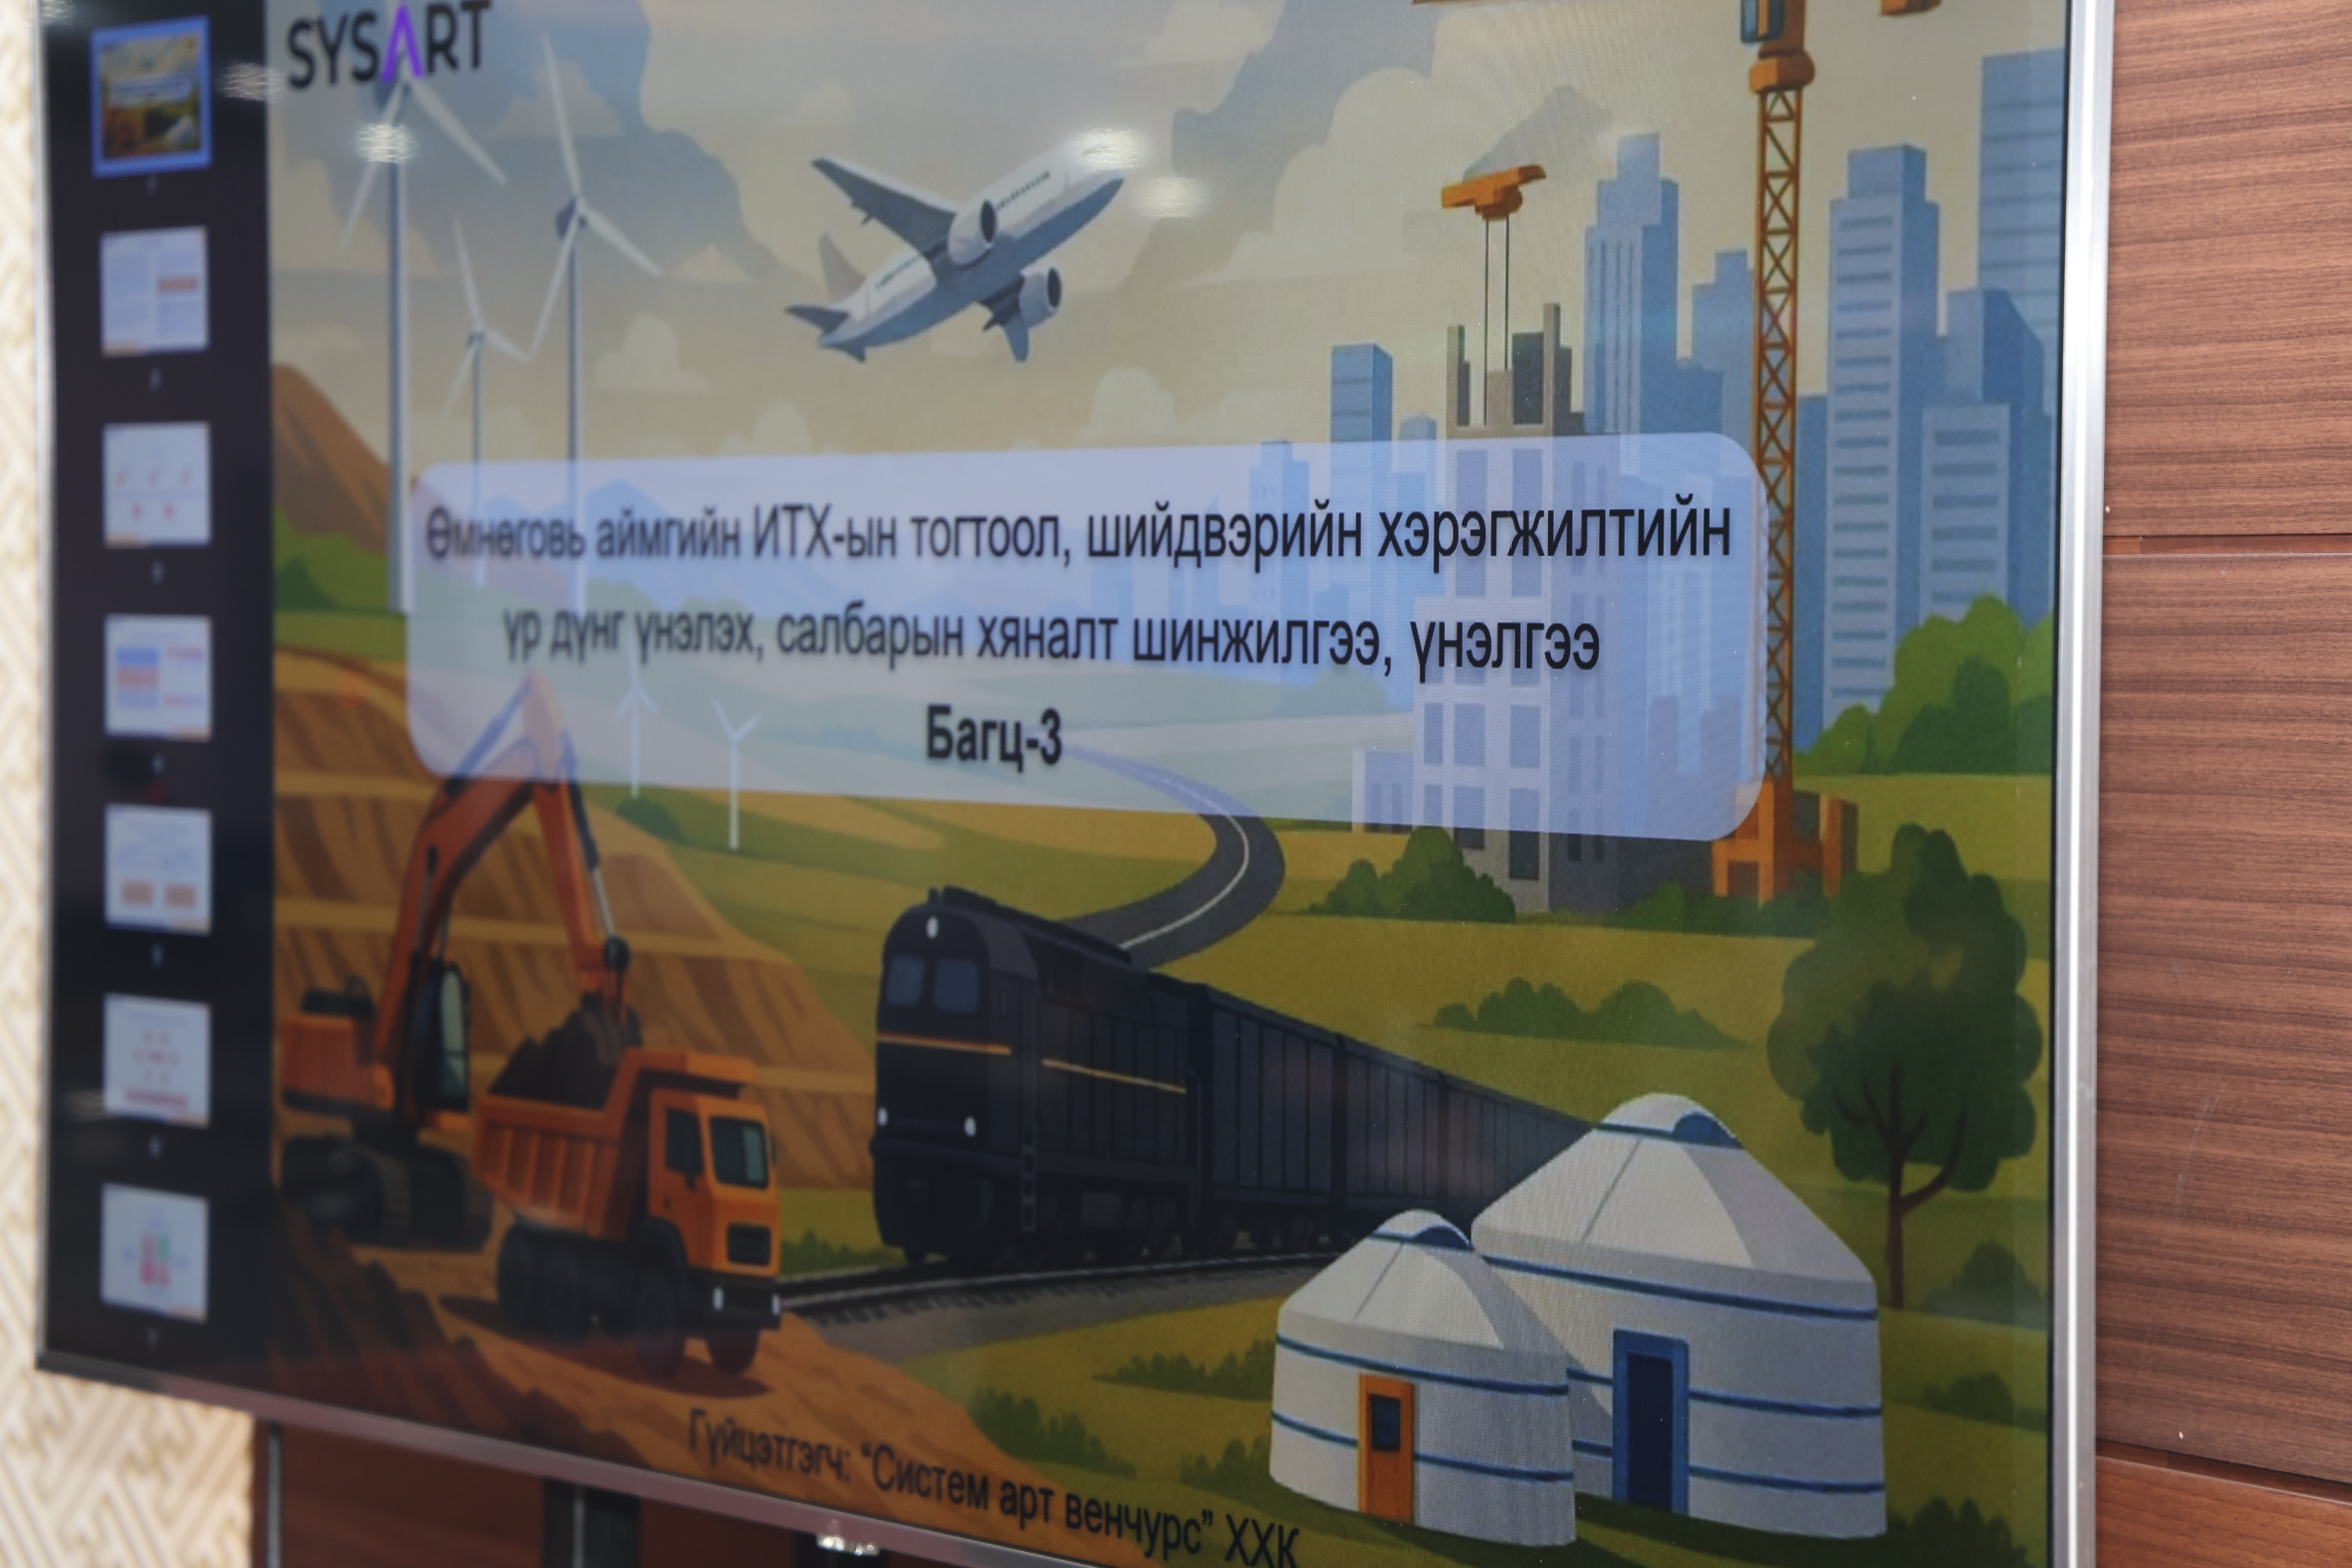 SYSART
Өмнөговь аймгийн ИТХ-ын тогтоол, шийдвэрийн хэрэгжилтийн
үр дүнг үнэлэх, салбарын хяналт шинжилгээ, үнэлгээ
Багц-3
Гүйцэтгэгч: “Систем арт венчурс” ХХК